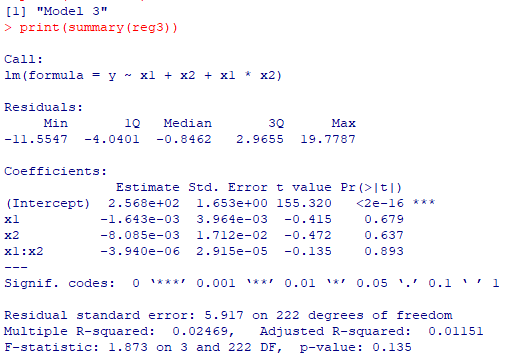 [1] "Model 3"
> print(summary(reg3))
Call:
lm(formula = y ~ x1 + x2 + x1 * x2)
Residuals:
Min 1Q Median 3Q Max
-11.5547 -4.0401 -0.8462 2.9655 19.7787
Coefficients:
Estimate Std. Error t value Pr(>|t|)
(Intercept) 2.568e+02 1.653e+00 155.320 <2e-16 ***
x1 -1.643e-03 3.964e-03 -0.415 0.679
x2 -8.085e-03 1.712e-02 -0.472 0.637
x1:x2 -3.940e-06 2.915e-05 -0.135 0.893
---
Signif. codes: 0 ‘***’ 0.001 ‘**’ 0.01 ‘*’ 0.05 ‘.’ 0.1 ‘ ’ 1
Residual standard error: 5.917 on 222 degrees of freedom
Multiple R-squared: 0.02469, Adjusted R-squared: 0.01151
F-statistic: 1.873 on 3 and 222 DF, p-value: 0.135